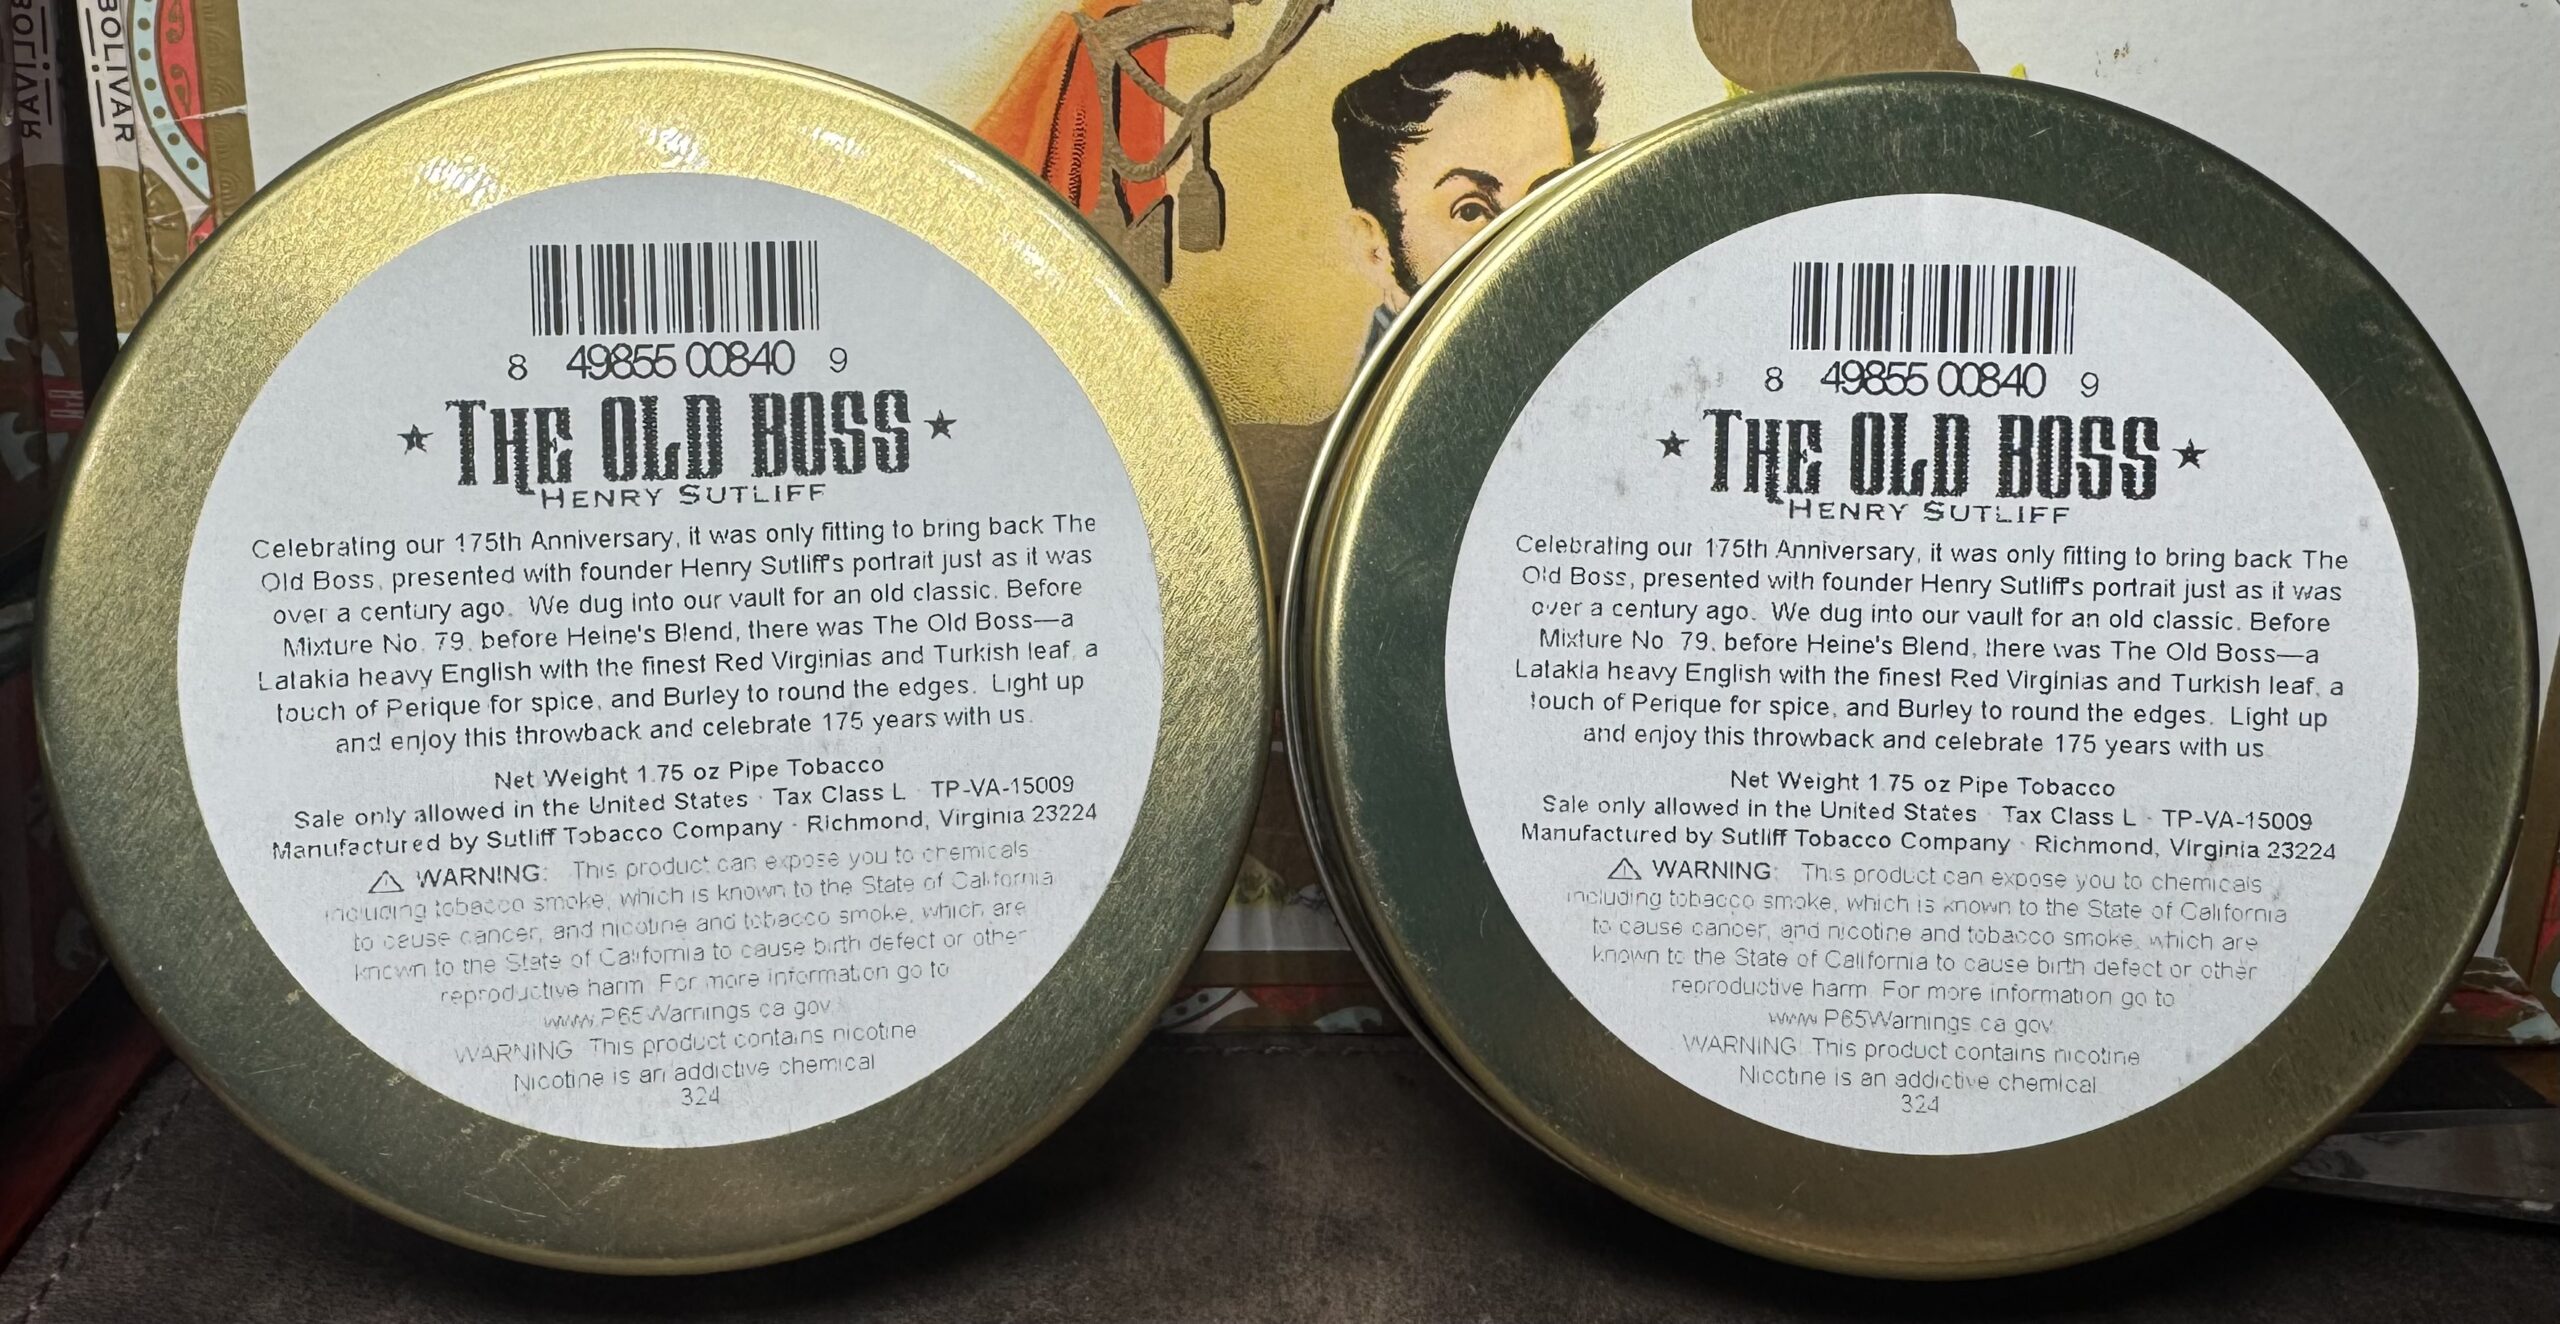 BOLIVAR
BOLIVAR
8 49855 00840 9
THE OLD BOSS
HENRY SUTLIFF
Celebrating our 175th Anniversary, it was only fitting to bring back The
Old Boss, presented with founder Henry Sutliff's portrait just as it was
over a century ago. We dug into our vault for an old classic. Before
Mixture No. 79, before Heine's Blend, there was The Old Boss—a
Latakia heavy English with the finest Red Virginias and Turkish leaf, a
touch of Perique for spice, and Burley to round the edges. Light up
and enjoy this throwback and celebrate 175 years with us.
Net Weight 1.75 oz Pipe Tobacco
Sale only allowed in the United States · Tax Class L · TP-VA-15009
Manufactured by Sutliff Tobacco Company · Richmond, Virginia 23224
⚠ WARNING: This product can expose you to chemicals
including tobacco smoke, which is known to the State of California
to cause cancer, and nicotine and tobacco smoke, which are
known to the State of California to cause birth defect or other
reproductive harm. For more information go to
www.P65Warnings.ca.gov
WARNING: This product contains nicotine.
Nicotine is an addictive chemical.
324
8 49855 00840 9
THE OLD BOSS
HENRY SUTLIFF
Celebrating our 175th Anniversary, it was only fitting to bring back The
Old Boss, presented with founder Henry Sutliff's portrait just as it was
over a century ago. We dug into our vault for an old classic. Before
Mixture No. 79, before Heine's Blend, there was The Old Boss—a
Latakia heavy English with the finest Red Virginias and Turkish leaf, a
touch of Perique for spice, and Burley to round the edges. Light up
and enjoy this throwback and celebrate 175 years with us.
Net Weight 1.75 oz Pipe Tobacco
Sale only allowed in the United States · Tax Class L · TP-VA-15009
Manufactured by Sutliff Tobacco Company · Richmond, Virginia 23224
⚠ WARNING: This product can expose you to chemicals
including tobacco smoke, which is known to the State of California
to cause cancer, and nicotine and tobacco smoke, which are
known to the State of California to cause birth defect or other
reproductive harm. For more information go to
www.P65Warnings.ca.gov
WARNING: This product contains nicotine.
Nicotine is an addictive chemical.
324